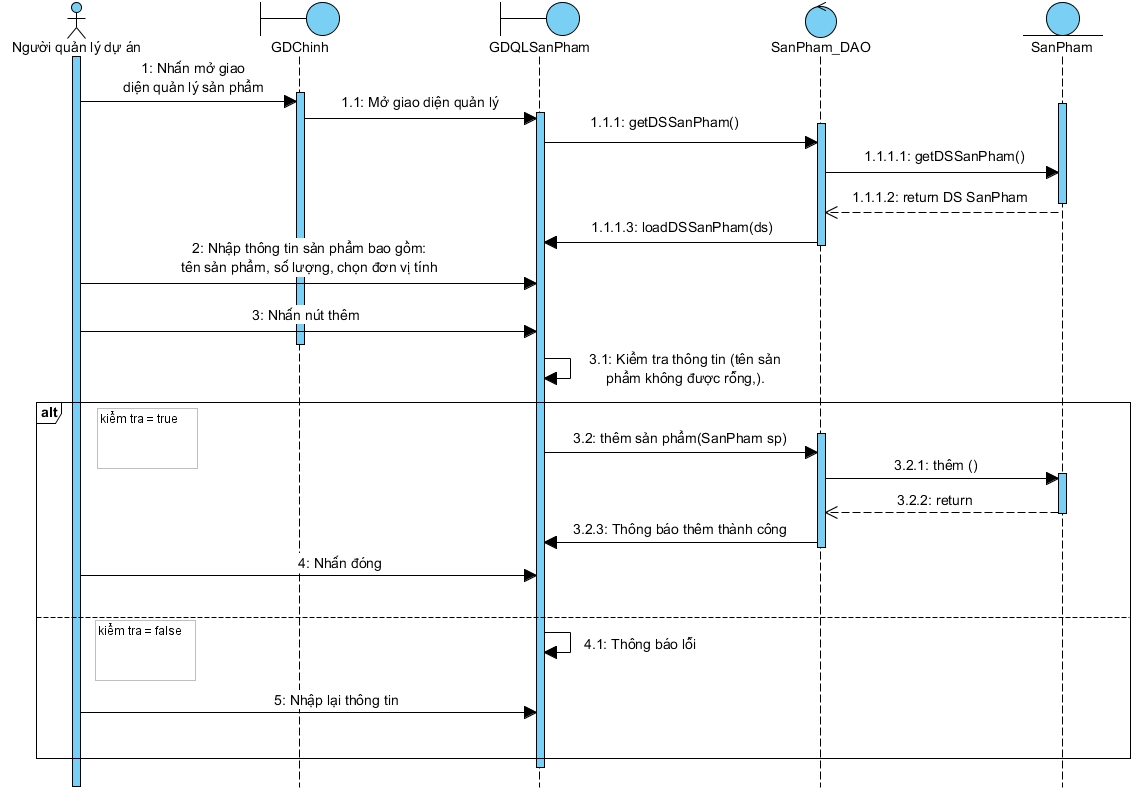 Người quản lý dự án
GDChinh
GDQLSanPham
SanPham_DAO
SanPham
1: Nhấn mở giao
diện quản lý sản phẩm
1.1: Mở giao diện quản lý
1.1.1: getDSSanPham()
1.1.1.1: getDSSanPham()
1.1.1.2: return DS SanPham
1.1.1.3: loadDSSanPham(ds)
2: Nhập thông tin sản phẩm bao gồm:
tên sản phẩm, số lượng, chọn đơn vị tính
3: Nhấn nút thêm
3.1: Kiểm tra thông tin (tên sản
phẩm không được rỗng,).
alt
kiểm tra = true
3.2: thêm sản phẩm(SanPham sp)
3.2.1: thêm ()
3.2.2: return
3.2.3: Thông báo thêm thành công
4: Nhấn đóng
kiểm tra = false
4.1: Thông báo lỗi
5: Nhập lại thông tin